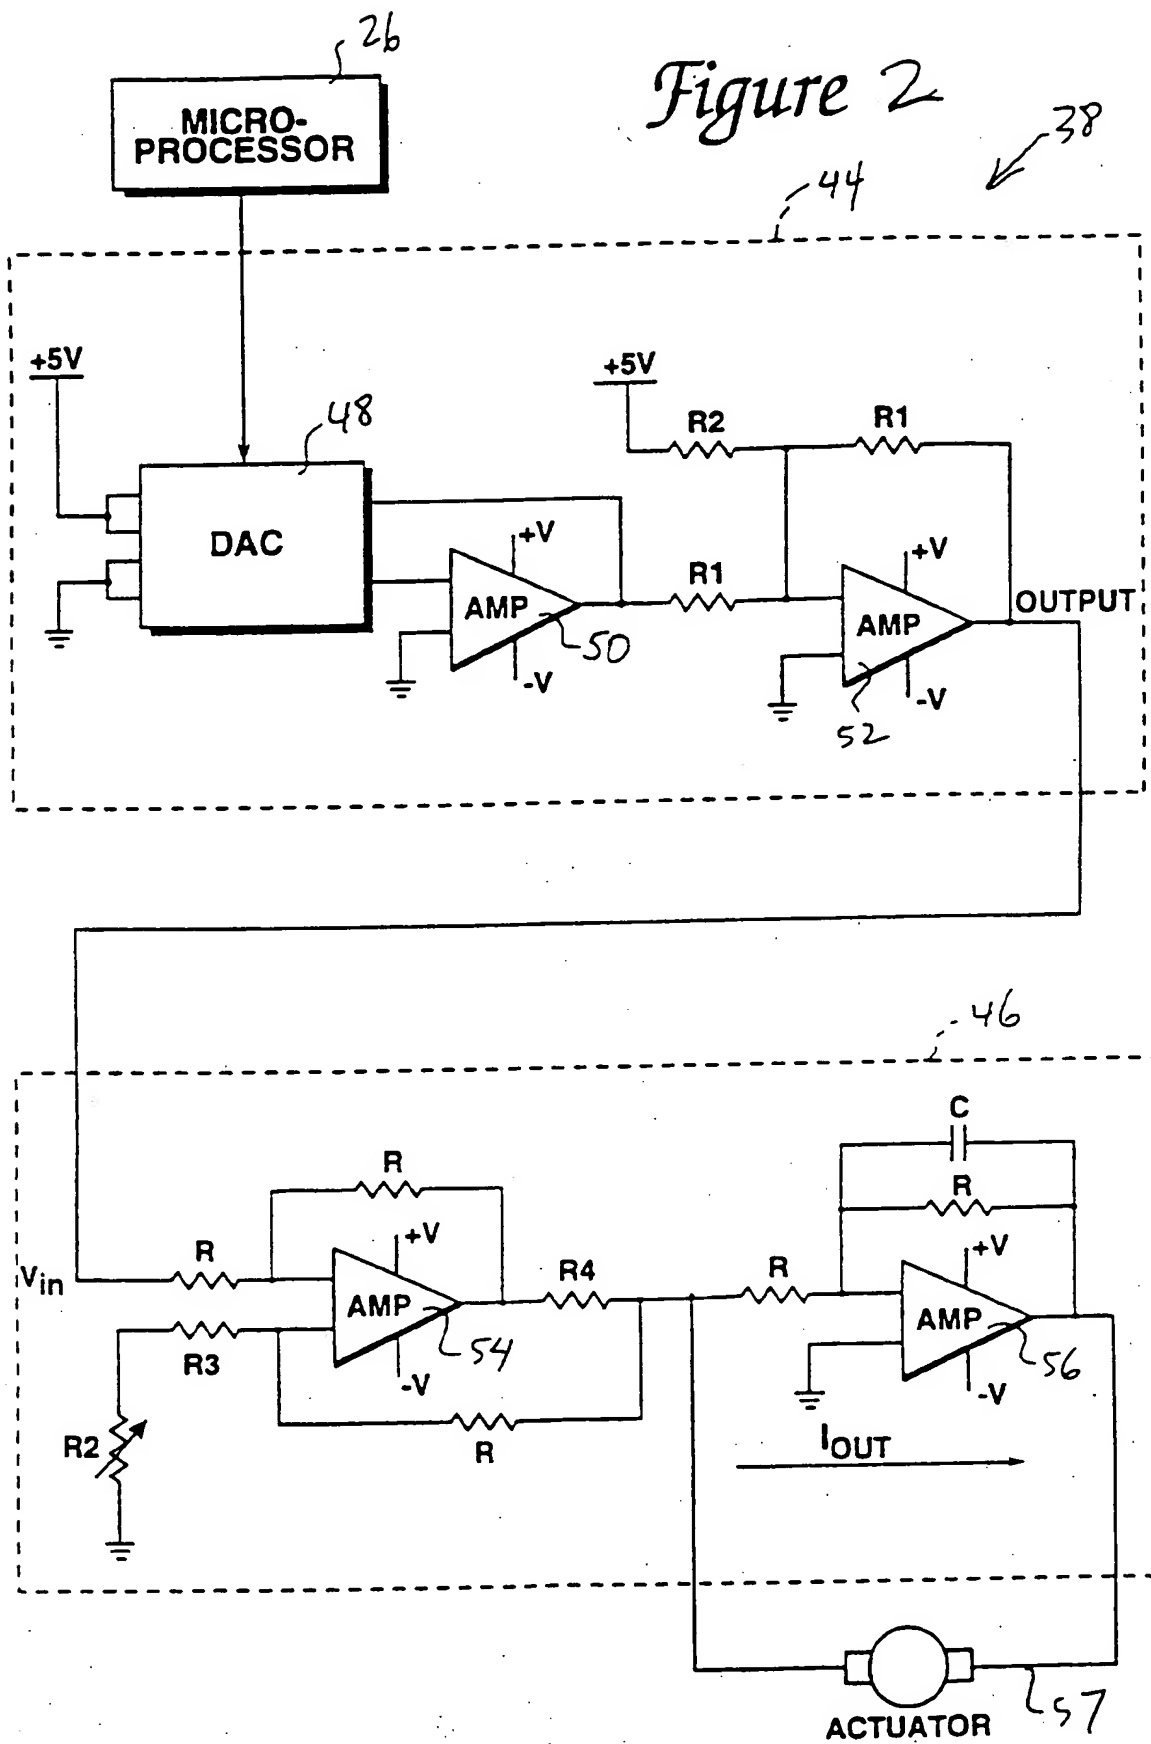 26
Figure 2
MICRO-
PROCESSOR
38
44
+5V
+5V
48
R2
R1
DAC
+V
+V
AMP
R1
OUTPUT
50
AMP
-V
-V
52
46
C
R
R
+V
+V
Vin
R
R4
R
AMP
AMP
54
56
R3
-V
-V
R2
R
IOUT
57
ACTUATOR